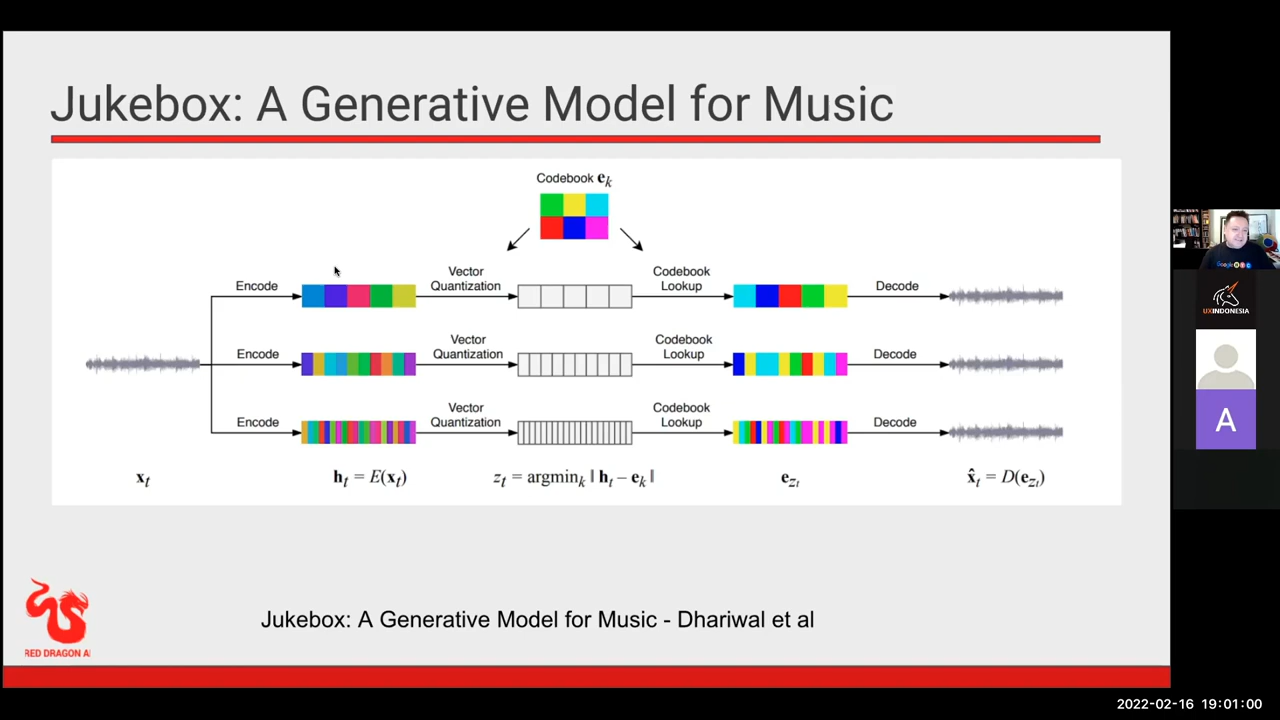 Jukebox: A Generative Model for Music
Codebook e_k
Encode
Vector
Quantization
Codebook
Lookup
Decode
Encode
Vector
Quantization
Codebook
Lookup
Decode
Encode
Vector
Quantization
Codebook
Lookup
Decode
x_t
h_t = E(x_t)
z_t = argmin_k ‖ h_t – e_k ‖
e_{z_t}
x̂_t = D(e_{z_t})
Jukebox: A Generative Model for Music - Dhariwal et al
RED DRAGON AI
UXINDONESIA
A
2022-02-16 19:01:00